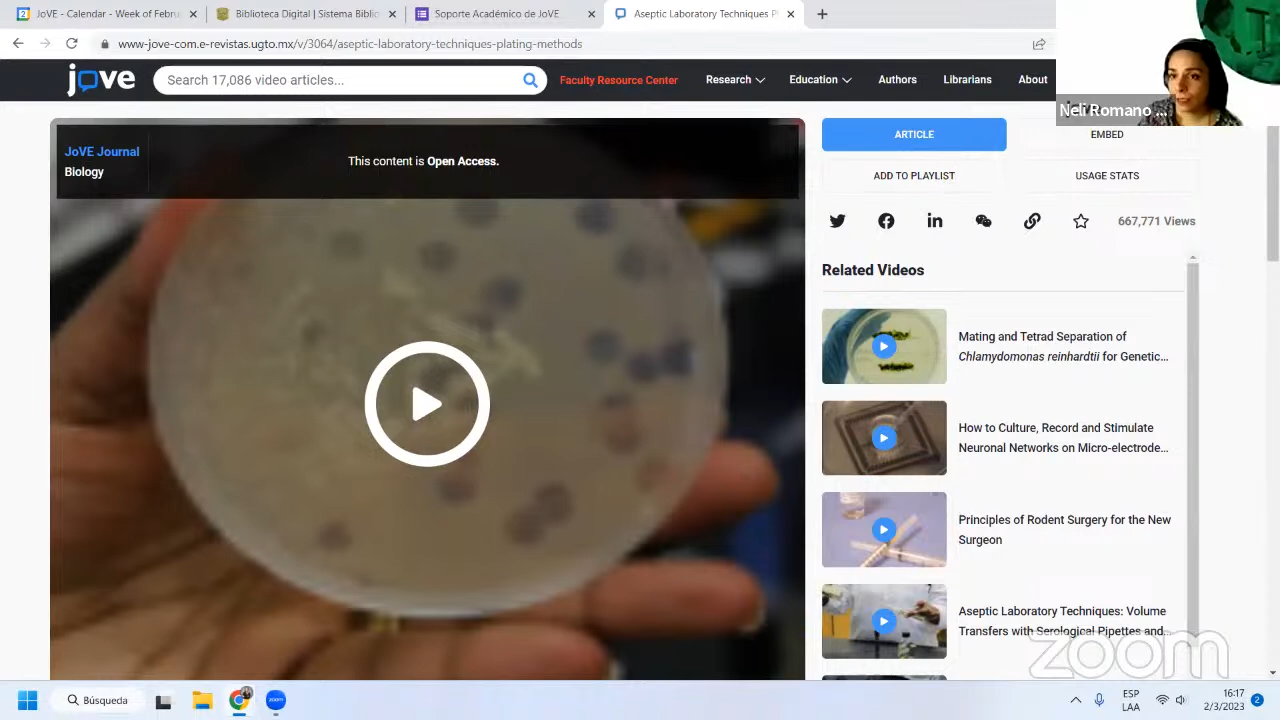 JoVE - Calendar - Week of Febru
Biblioteca Digital | Sistema Biblio
Soporte Académico de JoVE
Aseptic Laboratory Techniques Pl
www-jove-com.e-revistas.ugto.mx/v/3064/aseptic-laboratory-techniques-plating-methods
jove
Search 17,086 video articles...
Faculty Resource Center
Research
Education
Authors
Librarians
About
Neli Romano ...
JoVE Journal
Biology
This content is Open Access.
ARTICLE
EMBED
ADD TO PLAYLIST
USAGE STATS
667,771 Views
Related Videos
Mating and Tetrad Separation of
Chlamydomonas reinhardtii for Genetic...
How to Culture, Record and Stimulate
Neuronal Networks on Micro-electrode...
Principles of Rodent Surgery for the New
Surgeon
Aseptic Laboratory Techniques: Volume
Transfers with Serological Pipettes and...
zoom
Búsqueda
zoom
ESP
LAA
16:17
2/3/2023
2